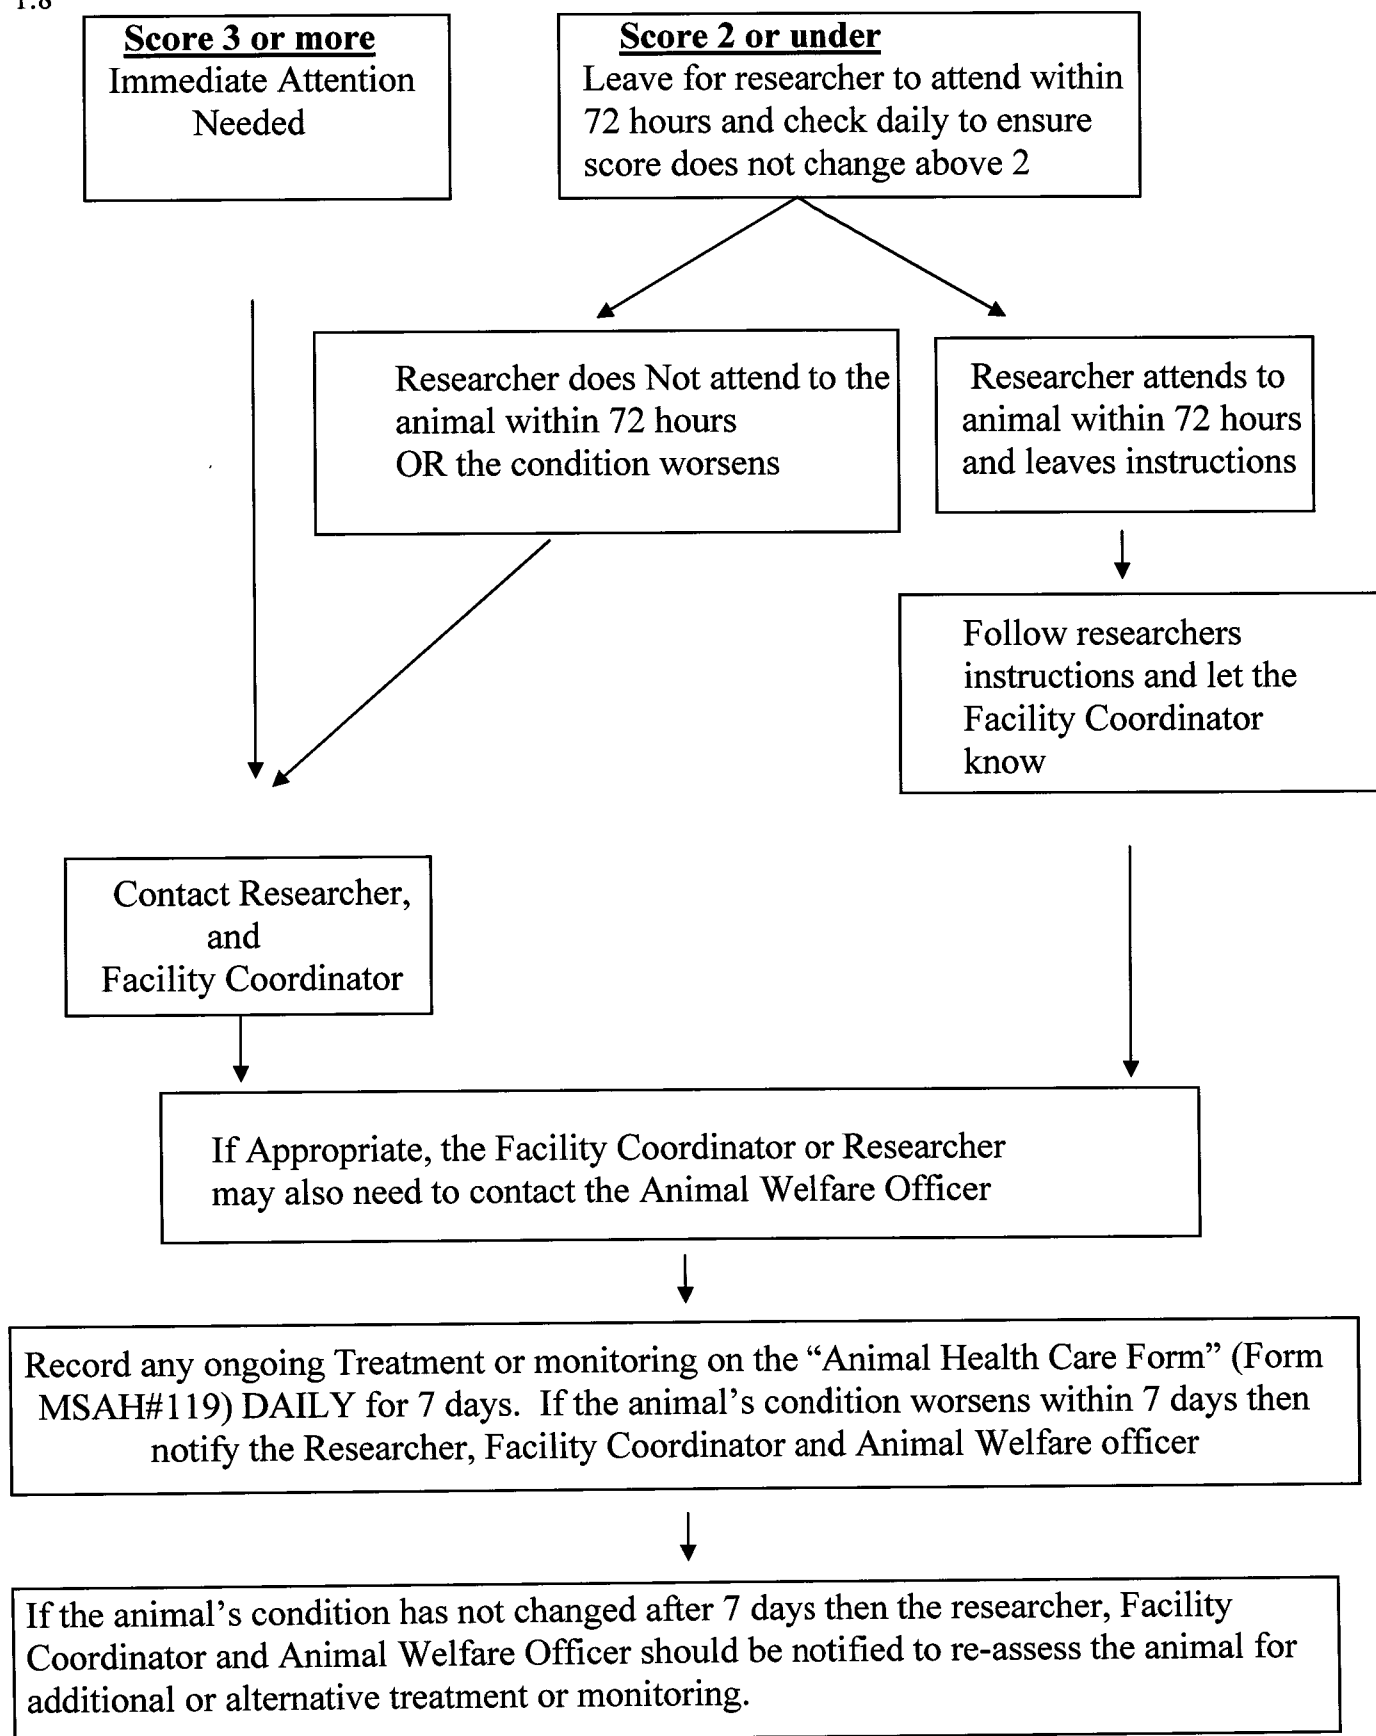 1.8
Score 3 or more
Immediate Attention
Needed
Score 2 or under
Leave for researcher to attend within
72 hours and check daily to ensure
score does not change above 2
Researcher does Not attend to the
animal within 72 hours
OR the condition worsens
Researcher attends to
animal within 72 hours
and leaves instructions
Follow researchers
instructions and let the
Facility Coordinator
know
Contact Researcher,
and
Facility Coordinator
If Appropriate, the Facility Coordinator or Researcher
may also need to contact the Animal Welfare Officer
Record any ongoing Treatment or monitoring on the “Animal Health Care Form” (Form
MSAH#119) DAILY for 7 days.  If the animal’s condition worsens within 7 days then
notify the Researcher, Facility Coordinator and Animal Welfare officer
If the animal’s condition has not changed after 7 days then the researcher, Facility
Coordinator and Animal Welfare Officer should be notified to re-assess the animal for
additional or alternative treatment or monitoring.